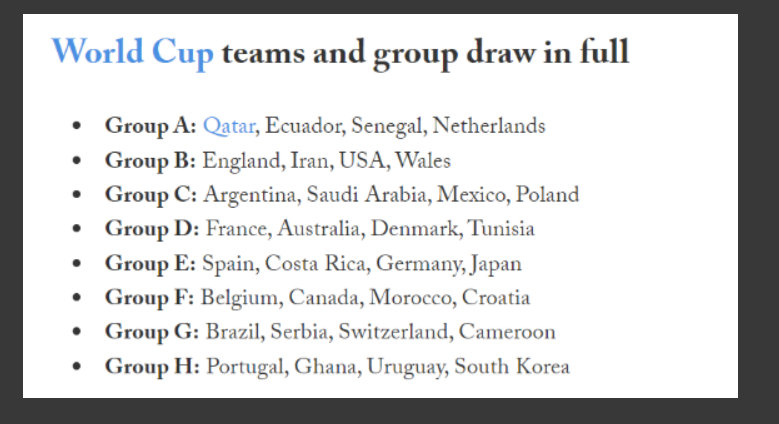 World Cup teams and group draw in full
• Group A: Qatar, Ecuador, Senegal, Netherlands
• Group B: England, Iran, USA, Wales
• Group C: Argentina, Saudi Arabia, Mexico, Poland
• Group D: France, Australia, Denmark, Tunisia
• Group E: Spain, Costa Rica, Germany, Japan
• Group F: Belgium, Canada, Morocco, Croatia
• Group G: Brazil, Serbia, Switzerland, Cameroon
• Group H: Portugal, Ghana, Uruguay, South Korea